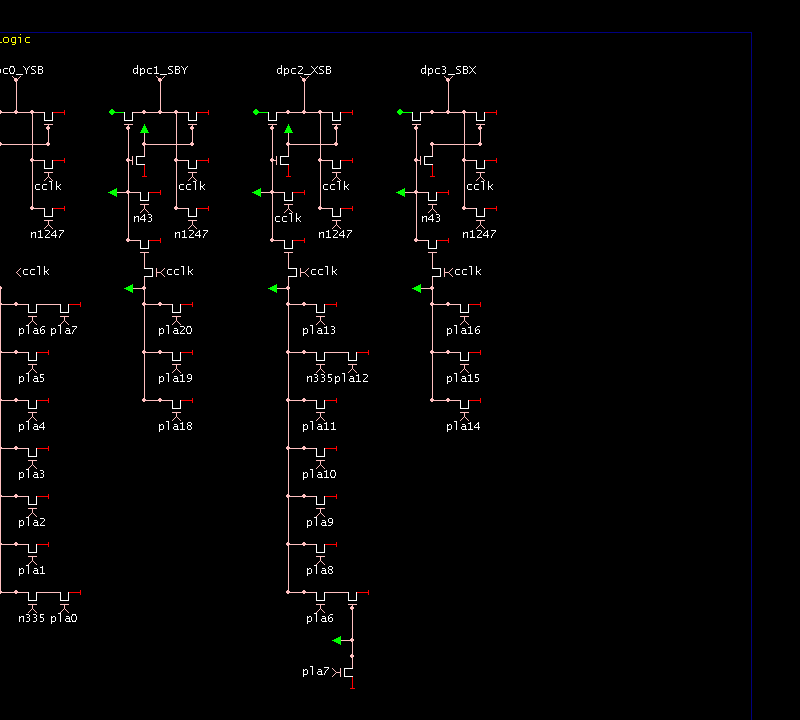 logic
pc0_YSB dpc1_SBY dpc2_XSB dpc3_SBX
cclk cclk cclk cclk
n43 cclk n43
n1247 n1247 n1247 n1247
cclk cclk cclk cclk
pla6 pla7 pla20 pla13 pla16
pla5 pla19 n335 pla12 pla15
pla4 pla18 pla11 pla14
pla3 pla10
pla2 pla9
pla1 pla8
n335 pla0 pla6
pla7